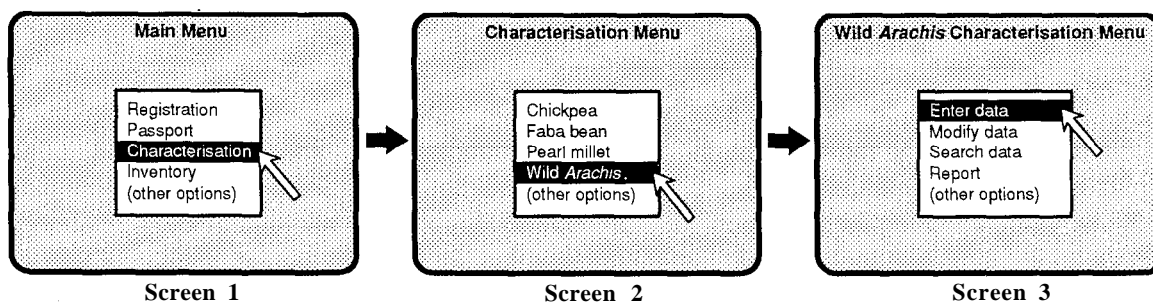 Main Menu
Registration
Passport
Characterisation
Inventory
(other options)
Screen 1
Characterisation Menu
Chickpea
Faba bean
Pearl millet
Wild Arachis.
(other options)
Screen 2
Wild Arachis Characterisation Menu
Enter data
Modify data
Search data
Report
(other options)
Screen 3